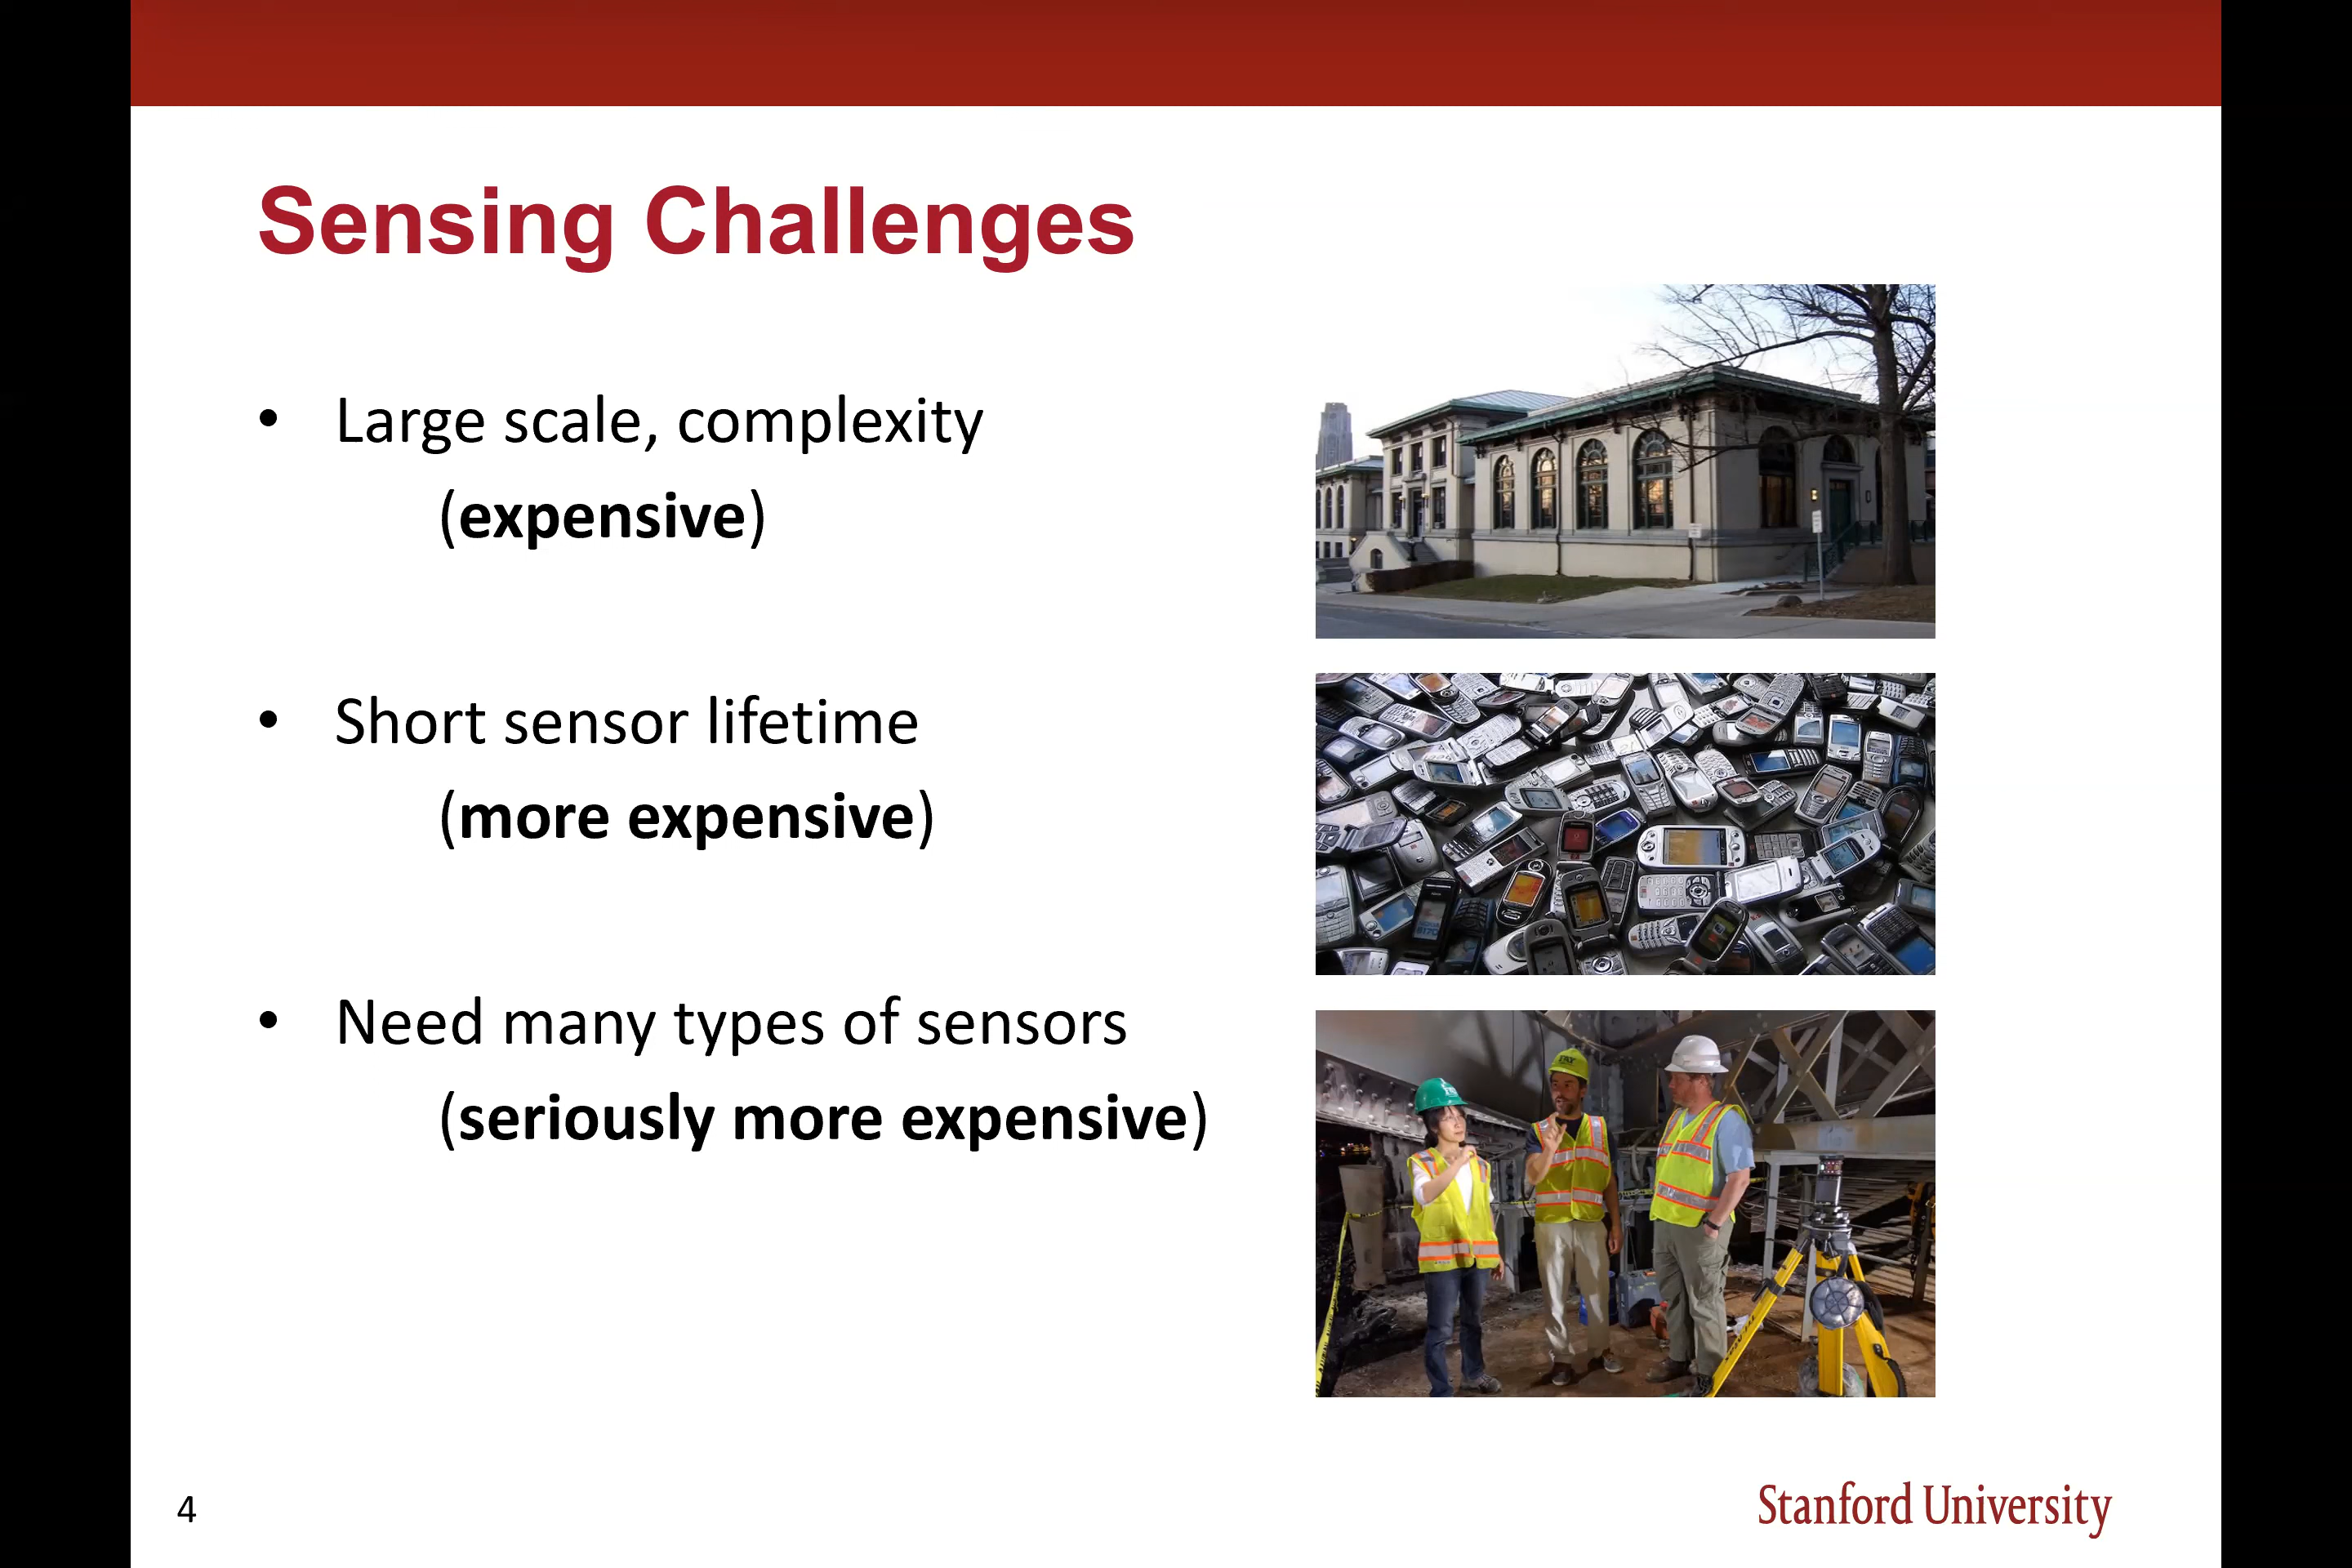 Sensing Challenges
• Large scale, complexity
(expensive)
• Short sensor lifetime
(more expensive)
• Need many types of sensors
(seriously more expensive)
4
Stanford University